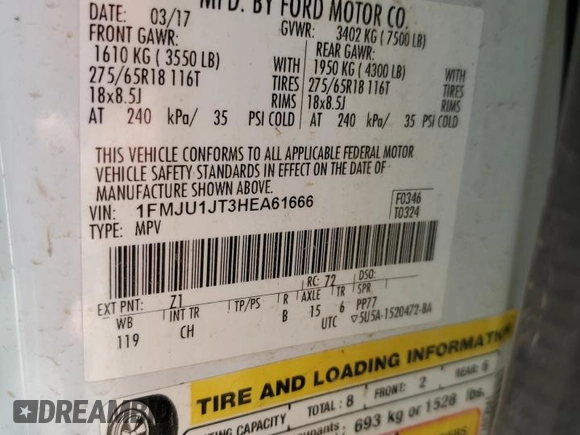 MFD. BY FORD MOTOR CO.
DATE: 03/17
GVWR: 3402 KG ( 7500 LB)
FRONT GAWR:
REAR GAWR:
1610 KG ( 3550 LB) WITH
1950 KG ( 4300 LB) WITH
275/65R18 116T TIRES
275/65R18 116T TIRES
18x8.5J RIMS
18x8.5J RIMS
AT 240 kPa/ 35 PSI COLD
AT 240 kPa/ 35 PSI COLD
THIS VEHICLE CONFORMS TO ALL APPLICABLE FEDERAL MOTOR
VEHICLE SAFETY STANDARDS IN EFFECT ON THE DATE OF
MANUFACTURE SHOWN ABOVE.
VIN: 1FMJU1JT3HEA61666
F0346
TYPE: MPV
T0324
EXT PNT: Z1 RC: 72 DSO:
WB INT TR TP/PS R AXLE TR SPR
119 CH B 15 6 PP77
UTC ▽5U5A-1520472-BA
TIRE AND LOADING INFORMATION
SEATING CAPACITY TOTAL: 8 FRONT: 2 REAR: 6
693 kg or 1528 lbs.